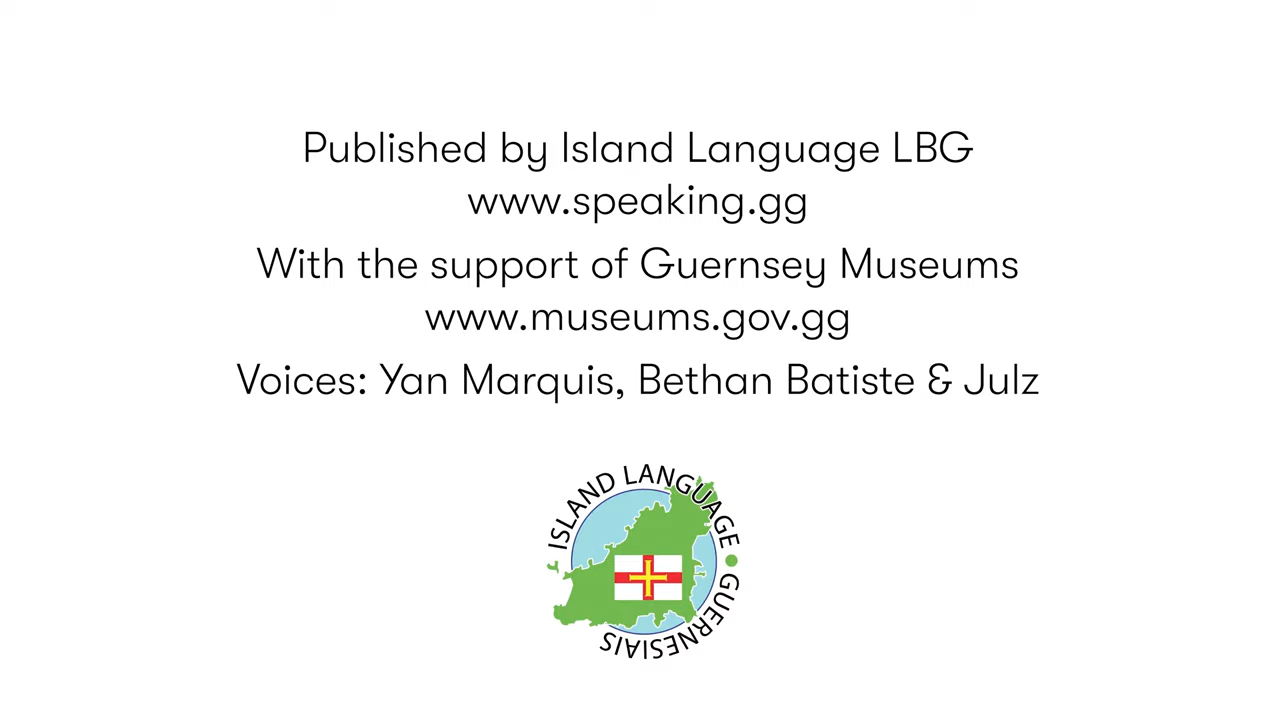 Published by Island Language LBG
www.speaking.gg
With the support of Guernsey Museums
www.museums.gov.gg
Voices: Yan Marquis, Bethan Batiste & Julz
ISLAND LANGUAGE • GUERNESIAIS